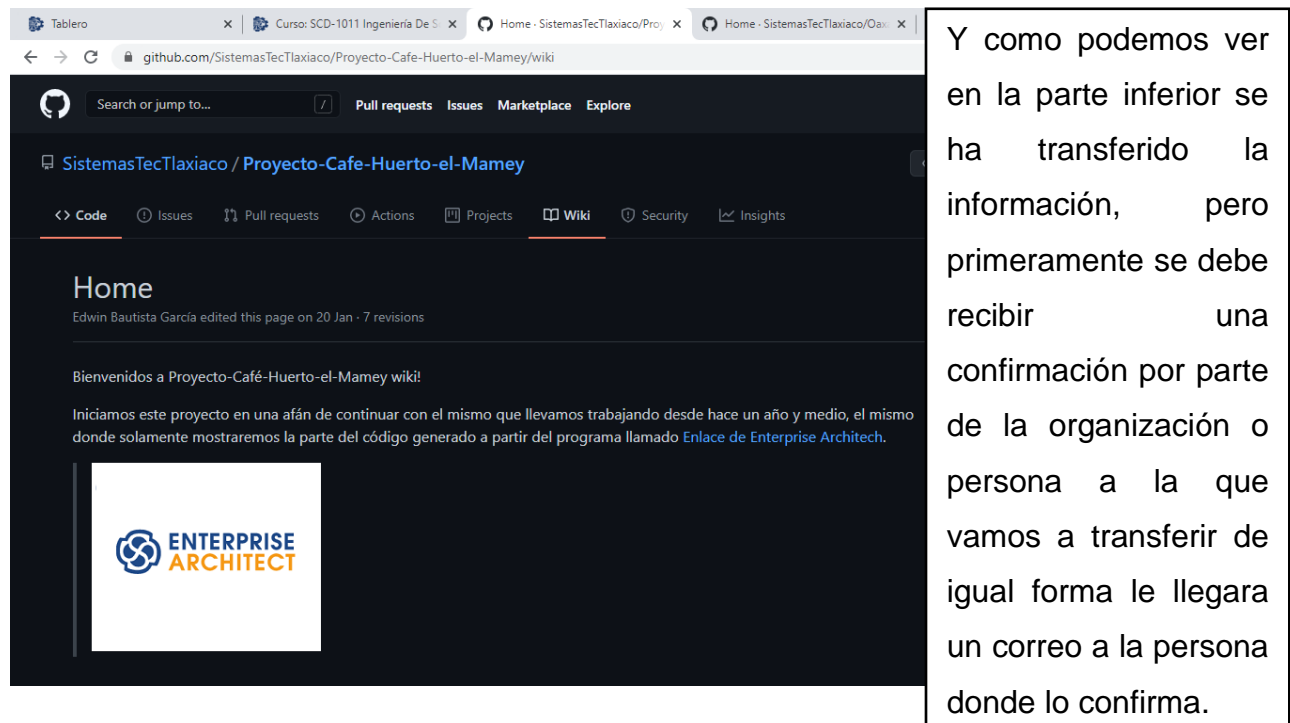 Tablero
Curso: SCD-1011 Ingeniería De S
Home · SistemasTecTlaxiaco/Proy
Home · SistemasTecTlaxiaco/Oax
github.com/SistemasTecTlaxiaco/Proyecto-Cafe-Huerto-el-Mamey/wiki
Search or jump to... /
Pull requests Issues Marketplace Explore
SistemasTecTlaxiaco / Proyecto-Cafe-Huerto-el-Mamey
<> Code Issues Pull requests Actions Projects Wiki Security Insights
Home
Edwin Bautista García edited this page on 20 Jan · 7 revisions
Bienvenidos a Proyecto-Café-Huerto-el-Mamey wiki!
Iniciamos este proyecto en una afán de continuar con el mismo que llevamos trabajando desde hace un año y medio, el mismo
donde solamente mostraremos la parte del código generado a partir del programa llamado Enlace de Enterprise Architech.
ENTERPRISE
ARCHITECT
Y como podemos ver
en la parte inferior se
ha transferido la
información, pero
primeramente se debe
recibir una
confirmación por parte
de la organización o
persona a la que
vamos a transferir de
igual forma le llegara
un correo a la persona
donde lo confirma.